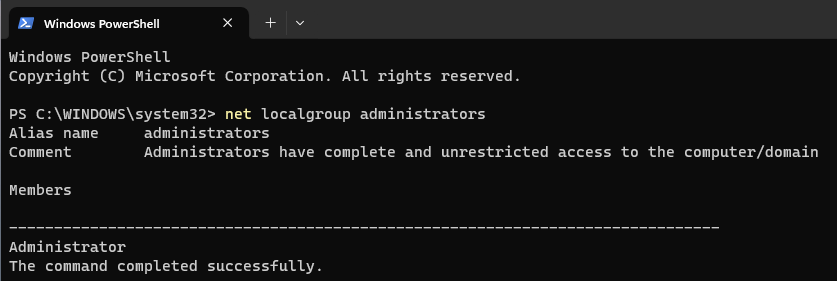 Windows PowerShell
Windows PowerShell
Copyright (C) Microsoft Corporation. All rights reserved.
PS C:\WINDOWS\system32> net localgroup administrators
Alias name     administrators
Comment        Administrators have complete and unrestricted access to the computer/domain
Members
-------------------------------------------------------------------------------
Administrator
The command completed successfully.